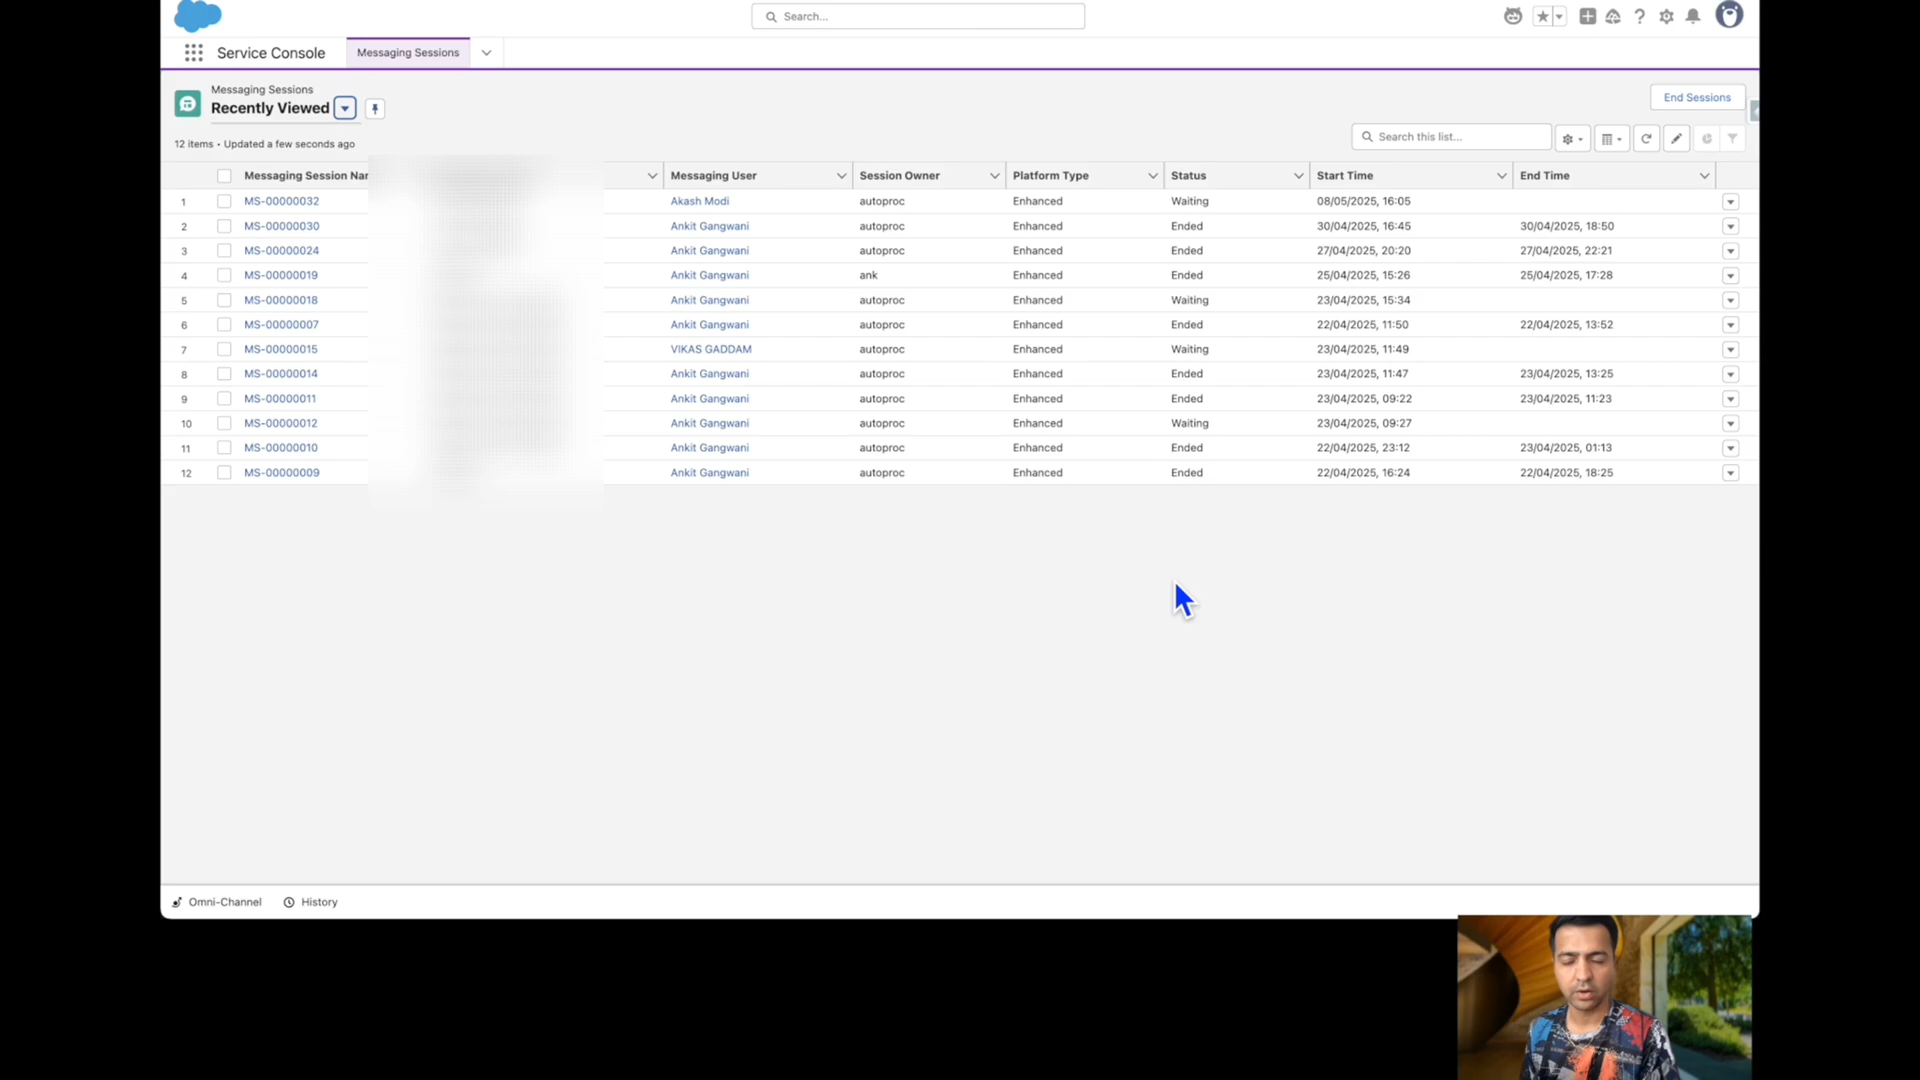 Search...
Service Console
Messaging Sessions
Messaging Sessions
Recently Viewed
End Sessions
12 items • Updated a few seconds ago
Search this list...
Messaging Session Nar Messaging User Session Owner Platform Type Status Start Time End Time
1 MS-00000032 Akash Modi autoproc Enhanced Waiting 08/05/2025, 16:05
2 MS-00000030 Ankit Gangwani autoproc Enhanced Ended 30/04/2025, 16:45 30/04/2025, 18:50
3 MS-00000024 Ankit Gangwani autoproc Enhanced Ended 27/04/2025, 20:20 27/04/2025, 22:21
4 MS-00000019 Ankit Gangwani ank Enhanced Ended 25/04/2025, 15:26 25/04/2025, 17:28
5 MS-00000018 Ankit Gangwani autoproc Enhanced Waiting 23/04/2025, 15:34
6 MS-00000007 Ankit Gangwani autoproc Enhanced Ended 22/04/2025, 11:50 22/04/2025, 13:52
7 MS-00000015 VIKAS GADDAM autoproc Enhanced Waiting 23/04/2025, 11:49
8 MS-00000014 Ankit Gangwani autoproc Enhanced Ended 23/04/2025, 11:47 23/04/2025, 13:25
9 MS-00000011 Ankit Gangwani autoproc Enhanced Ended 23/04/2025, 09:22 23/04/2025, 11:23
10 MS-00000012 Ankit Gangwani autoproc Enhanced Waiting 23/04/2025, 09:27
11 MS-00000010 Ankit Gangwani autoproc Enhanced Ended 22/04/2025, 23:12 23/04/2025, 01:13
12 MS-00000009 Ankit Gangwani autoproc Enhanced Ended 22/04/2025, 16:24 22/04/2025, 18:25
Omni-Channel
History